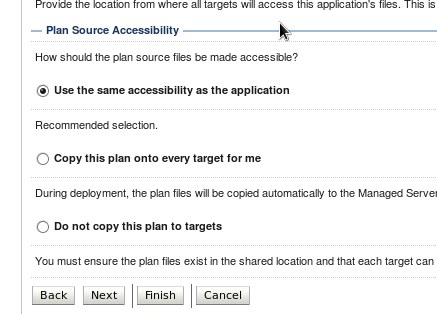 Provide the location from where all targets will access this application's files. This is
Plan Source Accessibility
How should the plan source files be made accessible?
Use the same accessibility as the application
Recommended selection.
Copy this plan onto every target for me
During deployment, the plan files will be copied automatically to the Managed Server
Do not copy this plan to targets
You must ensure the plan files exist in the shared location and that each target can
Back Next Finish Cancel